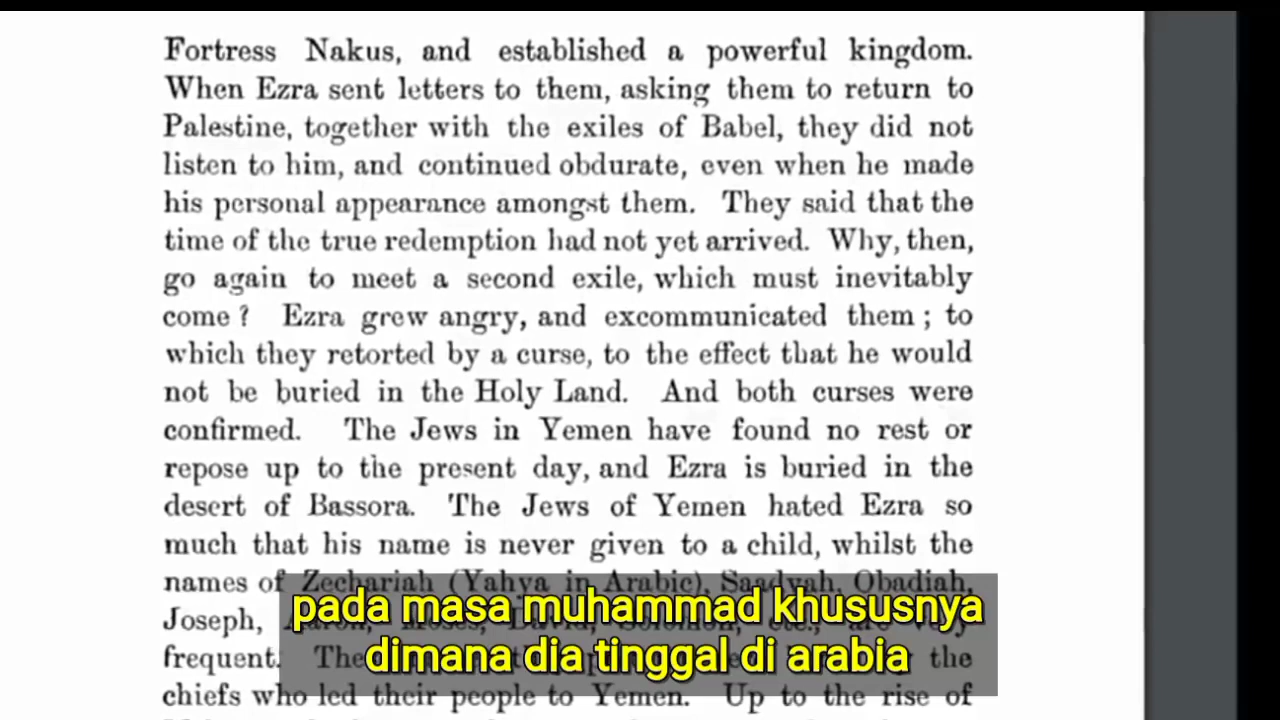 Fortress Nakus, and established a powerful kingdom.
When Ezra sent letters to them, asking them to return to
Palestine, together with the exiles of Babel, they did not
listen to him, and continued obdurate, even when he made
his personal appearance amongst them. They said that the
time of the true redemption had not yet arrived. Why, then,
go again to meet a second exile, which must inevitably
come? Ezra grew angry, and excommunicated them; to
which they retorted by a curse, to the effect that he would
not be buried in the Holy Land. And both curses were
confirmed. The Jews in Yemen have found no rest or
repose up to the present day, and Ezra is buried in the
desert of Bassora. The Jews of Yemen hated Ezra so
much that his name is never given to a child, whilst the
names of Zechariah (Yahya in Arabic), Saadyah, Obadiah,
Joseph,
frequent. The the
chiefs who led their people to Yemen. Up to the rise of
pada masa muhammad khususnya
dimana dia tinggal di arabia